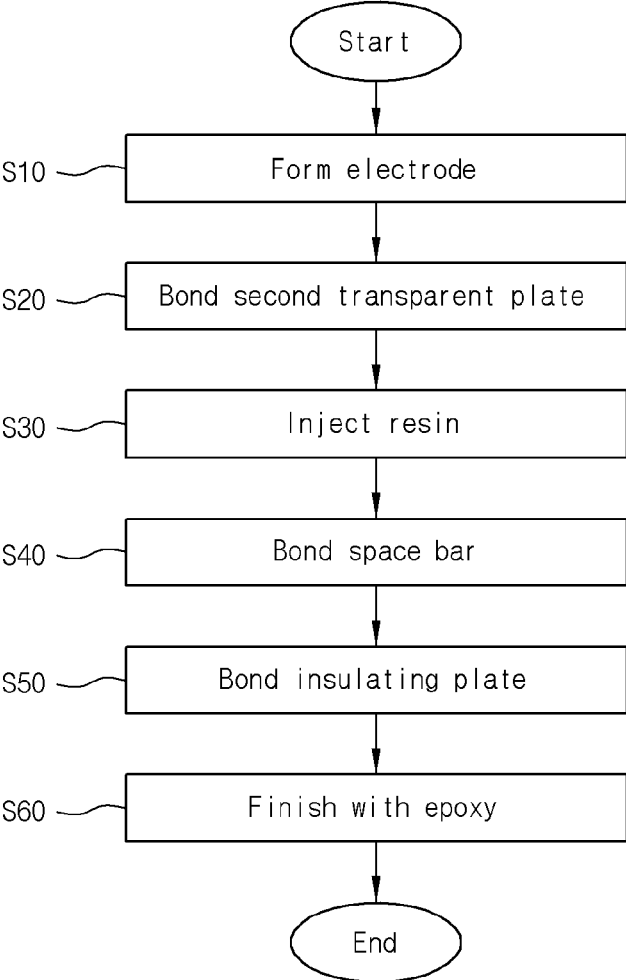 Start
S10
Form electrode
S20
Bond second transparent plate
S30
Inject resin
S40
Bond space bar
S50
Bond insulating plate
S60
Finish with epoxy
End